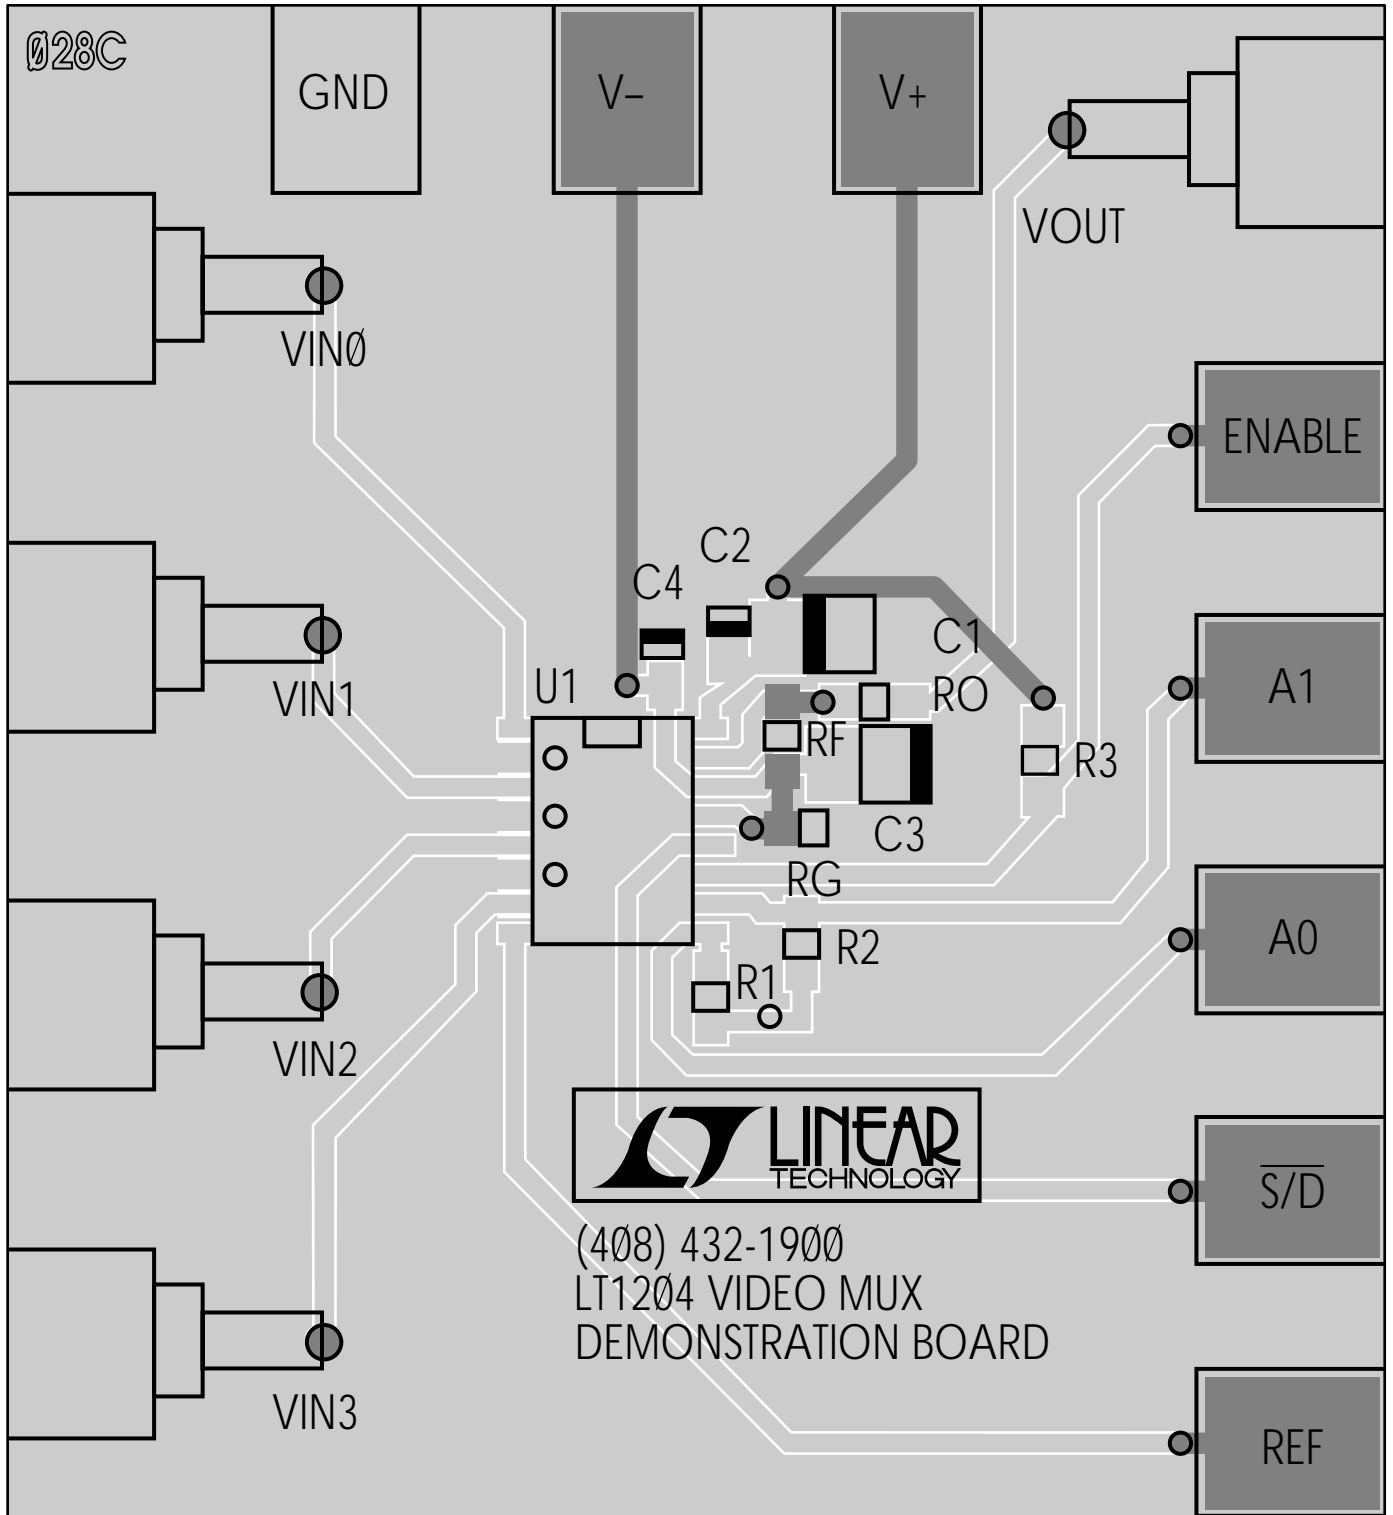 Ø28C
GND
V–
V+
VOUT
VINØ
ENABLE
C2
C4
C1
A1
U1
VIN1
RO
RF
R3
C3
RG
A0
R2
R1
VIN2
LINEAR
TECHNOLOGY
S/D
(4Ø8) 432-19ØØ
LT12Ø4 VIDEO MUX
DEMONSTRATION BOARD
VIN3
REF